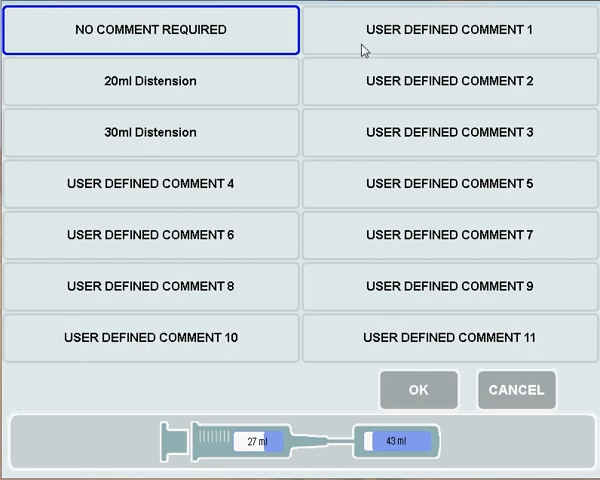 NO COMMENT REQUIRED
USER DEFINED COMMENT 1
20ml Distension
USER DEFINED COMMENT 2
30ml Distension
USER DEFINED COMMENT 3
USER DEFINED COMMENT 4
USER DEFINED COMMENT 5
USER DEFINED COMMENT 6
USER DEFINED COMMENT 7
USER DEFINED COMMENT 8
USER DEFINED COMMENT 9
USER DEFINED COMMENT 10
USER DEFINED COMMENT 11
OK
CANCEL
27 ml
43 ml